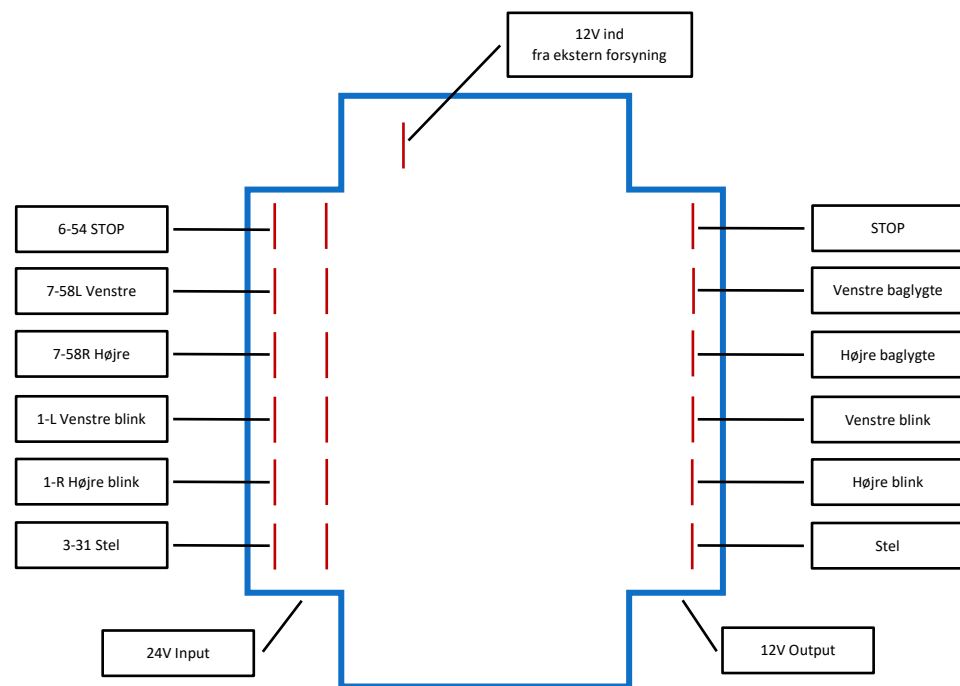 12V ind
fra ekstern forsyning
6-54 STOP
7-58L Venstre
7-58R Højre
1-L Venstre blink
1-R Højre blink
3-31 Stel
24V Input
STOP
Venstre baglygte
Højre baglygte
Venstre blink
Højre blink
Stel
12V Output